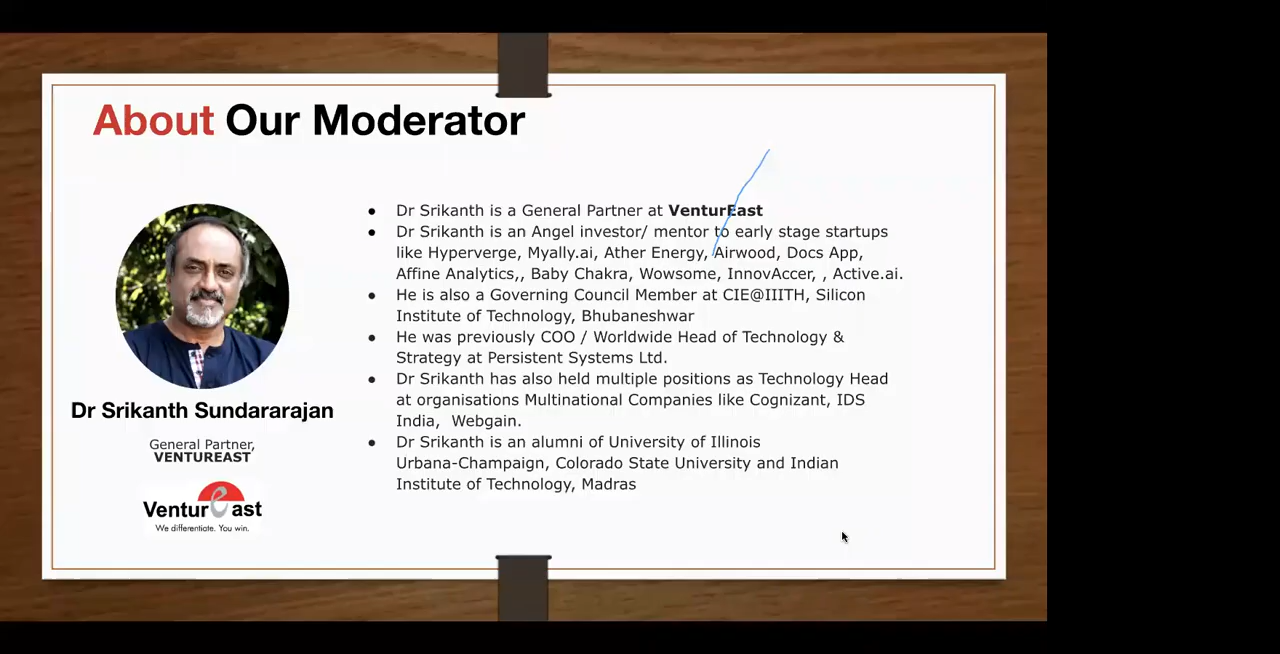 About Our Moderator
Dr Srikanth Sundararajan
General Partner,
VENTUREAST
VenturEast
We differentiate. You win.
● Dr Srikanth is a General Partner at VenturEast
● Dr Srikanth is an Angel investor/ mentor to early stage startups
like Hyperverge, Myally.ai, Ather Energy, Airwood, Docs App,
Affine Analytics,, Baby Chakra, Wowsome, InnovAccer, , Active.ai.
● He is also a Governing Council Member at CIE@IIITH, Silicon
Institute of Technology, Bhubaneshwar
● He was previously COO / Worldwide Head of Technology &
Strategy at Persistent Systems Ltd.
● Dr Srikanth has also held multiple positions as Technology Head
at organisations Multinational Companies like Cognizant, IDS
India,  Webgain.
● Dr Srikanth is an alumni of University of Illinois
Urbana-Champaign, Colorado State University and Indian
Institute of Technology, Madras